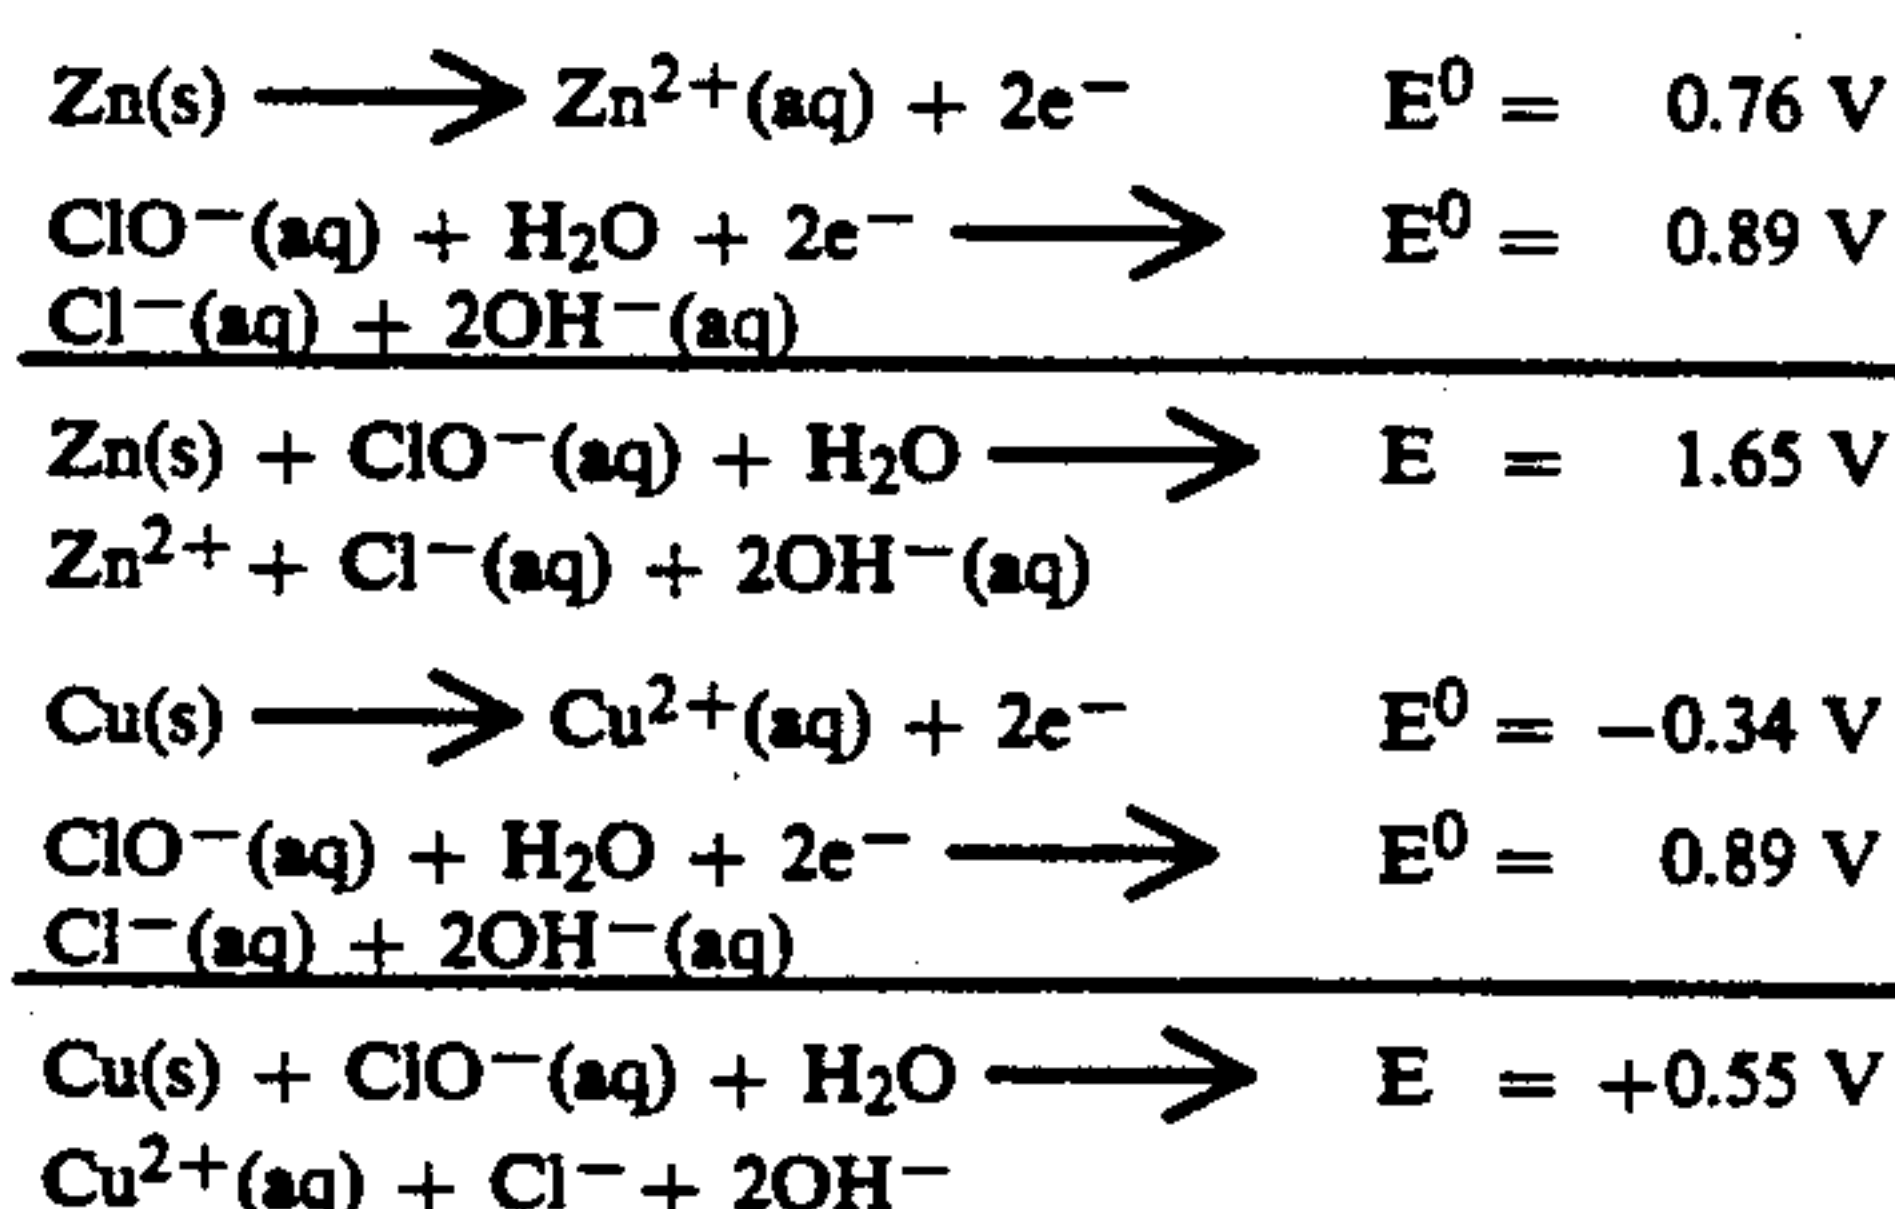 Zn(s) ⟶ Zn²⁺(aq) + 2e⁻ E⁰ = 0.76 V
ClO⁻(aq) + H₂O + 2e⁻ ⟶ E⁰ = 0.89 V
Cl⁻(aq) + 2OH⁻(aq)
Zn(s) + ClO⁻(aq) + H₂O ⟶ E = 1.65 V
Zn²⁺ + Cl⁻(aq) + 2OH⁻(aq)
Cu(s) ⟶ Cu²⁺(aq) + 2e⁻ E⁰ = −0.34 V
ClO⁻(aq) + H₂O + 2e⁻ ⟶ E⁰ = 0.89 V
Cl⁻(aq) + 2OH⁻(aq)
Cu(s) + ClO⁻(aq) + H₂O ⟶ E = +0.55 V
Cu²⁺(aq) + Cl⁻ + 2OH⁻